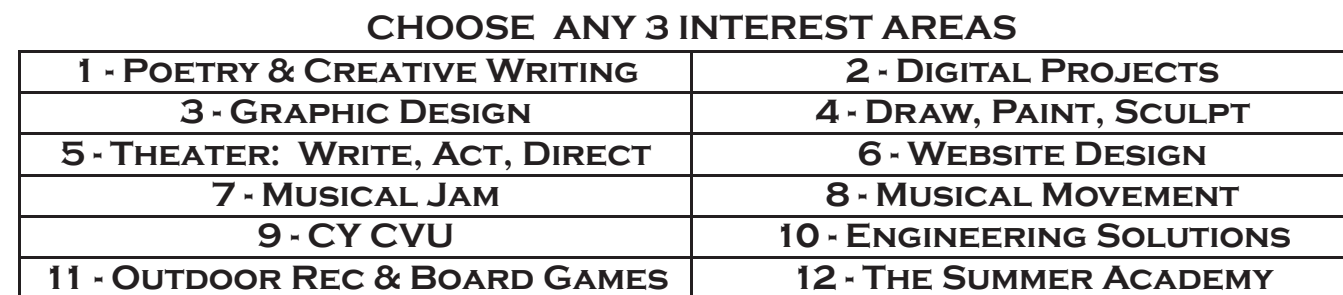 CHOOSE ANY 3 INTEREST AREAS
1 - POETRY & CREATIVE WRITING
2 - DIGITAL PROJECTS
3 - GRAPHIC DESIGN
4 - DRAW, PAINT, SCULPT
5 - THEATER: WRITE, ACT, DIRECT
6 - WEBSITE DESIGN
7 - MUSICAL JAM
8 - MUSICAL MOVEMENT
9 - CY CVU
10 - ENGINEERING SOLUTIONS
11 - OUTDOOR REC & BOARD GAMES
12 - THE SUMMER ACADEMY